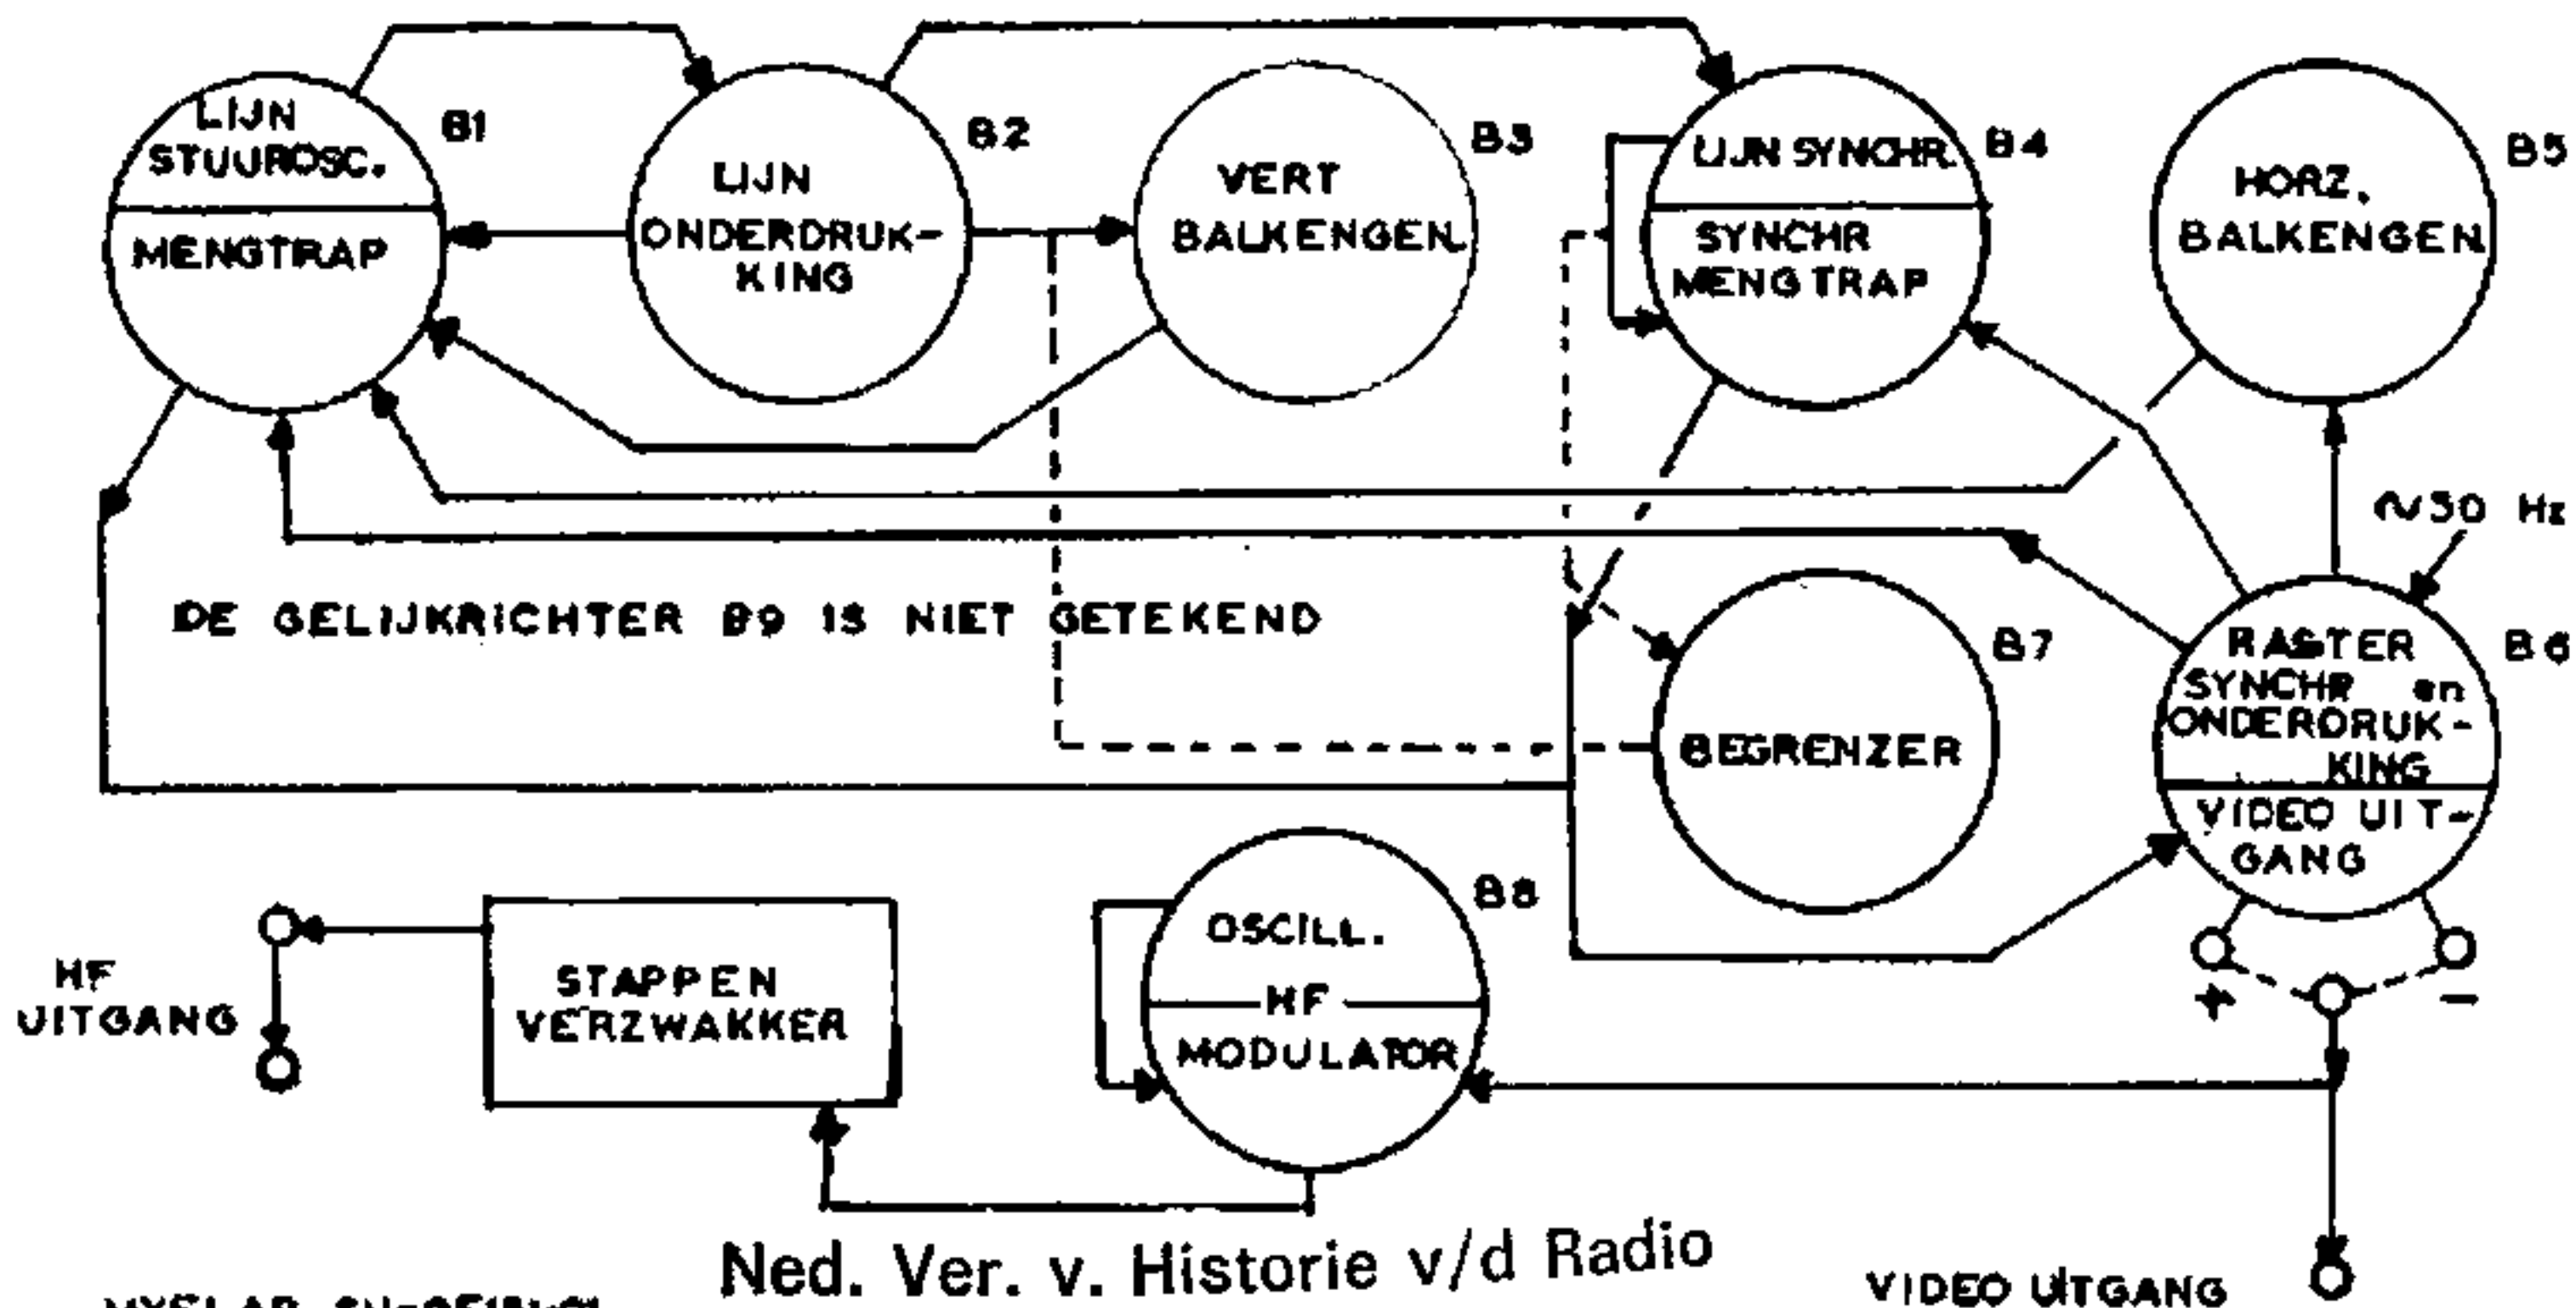 LIJN
STUUROSC.
B1
MENGTRAP
LIJN
ONDERDRUK-
KING
B2
VERT
BALKENGEN.
B3
LIJN SYNCHR.
B4
SYNCHR
MENGTRAP
HORZ.
BALKENGEN
B5
~50 Hz
DE GELIJKRICHTER B9 IS NIET GETEKEND
BEGRENZER
B7
RASTER
SYNCHR en
ONDERDRUK-
KING
B6
VIDEO UIT-
GANG
+
−
HF
UITGANG
STAPPEN
VERZWAKKER
OSCILL.
HF
MODULATOR
B8
Ned. Ver. v. Historie v/d Radio
VIDEO UITGANG